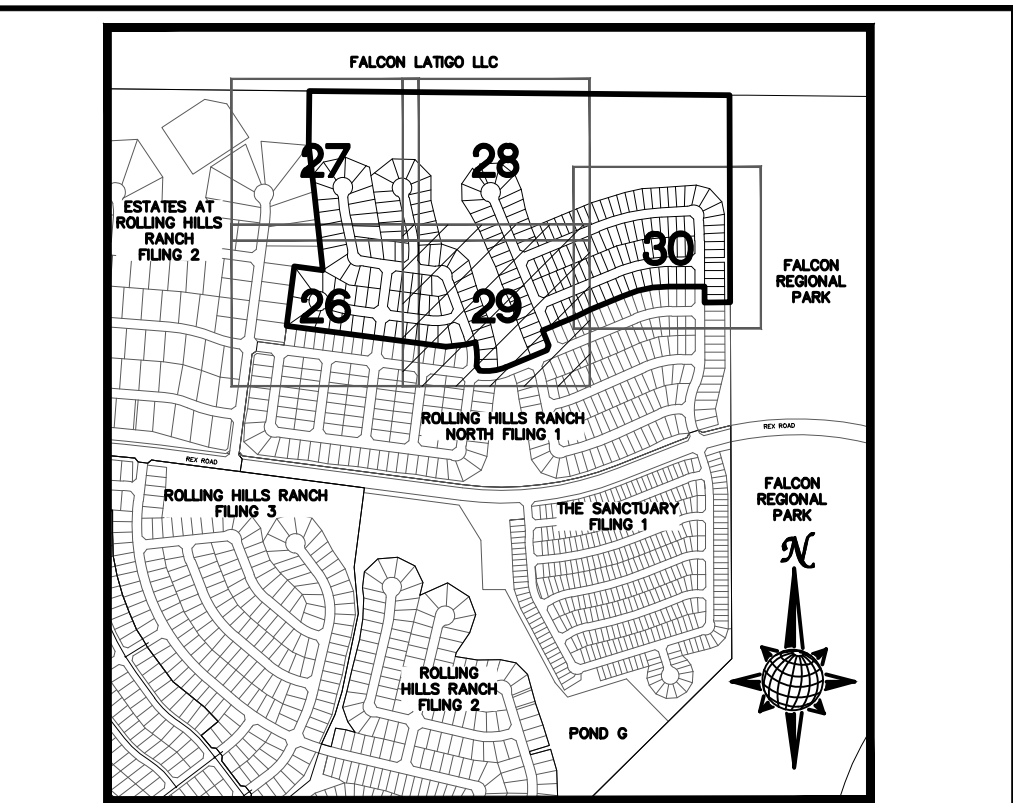 FALCON LATIGO LLC
27
28
ESTATES AT
ROLLING HILLS
RANCH
FILING 2
30
FALCON
REGIONAL
PARK
26
29
ROLLING HILLS RANCH
NORTH FILING 1
REX ROAD
REX ROAD
ROLLING HILLS RANCH
FILING 3
THE SANCTUARY
FILING 1
FALCON
REGIONAL
PARK
N
ROLLING
HILLS RANCH
FILING 2
POND G